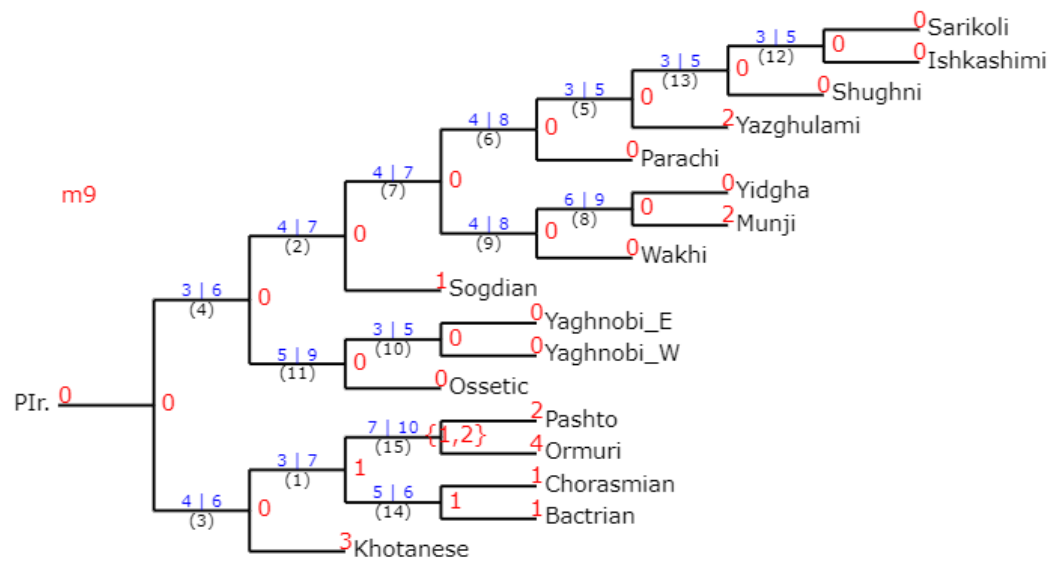 0 Sarikoli
3 | 5
(12) 0
0 Ishkashimi
3 | 5
(13) 0
0 Shughni
3 | 5
(5) 0
2 Yazghulami
4 | 8
(6) 0
0 Parachi
m9
4 | 7
(7) 0
0 Yidgha
6 | 9
(8) 0
2 Munji
4 | 8
(9) 0
0 Wakhi
4 | 7
(2) 0
1 Sogdian
3 | 6
(4) 0
0 Yaghnobi_E
3 | 5
(10) 0
0 Yaghnobi_W
5 | 9
(11) 0
0 Ossetic
PIr. 0
0
2 Pashto
7 | 10
(15) {1,2}
4 Ormuri
3 | 7
(1) 1
1 Chorasmian
5 | 6
(14) 1
1 Bactrian
4 | 6
(3) 0
3 Khotanese